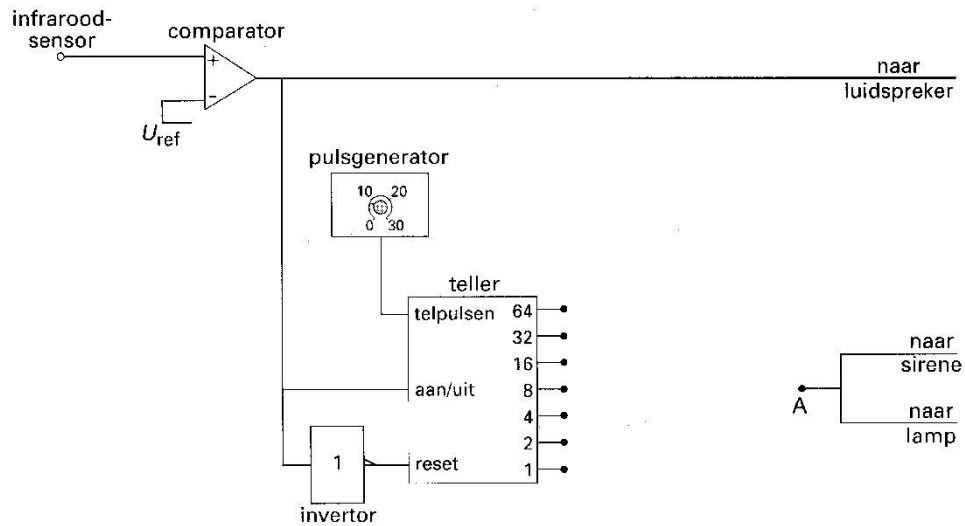 infrarood-
sensor
comparator
+
−
U_ref
naar
luidspreker
pulsgenerator
10 20
0 30
teller
telpulsen
aan/uit
reset
64
32
16
8
4
2
1
1
invertor
A
naar
sirene
naar
lamp